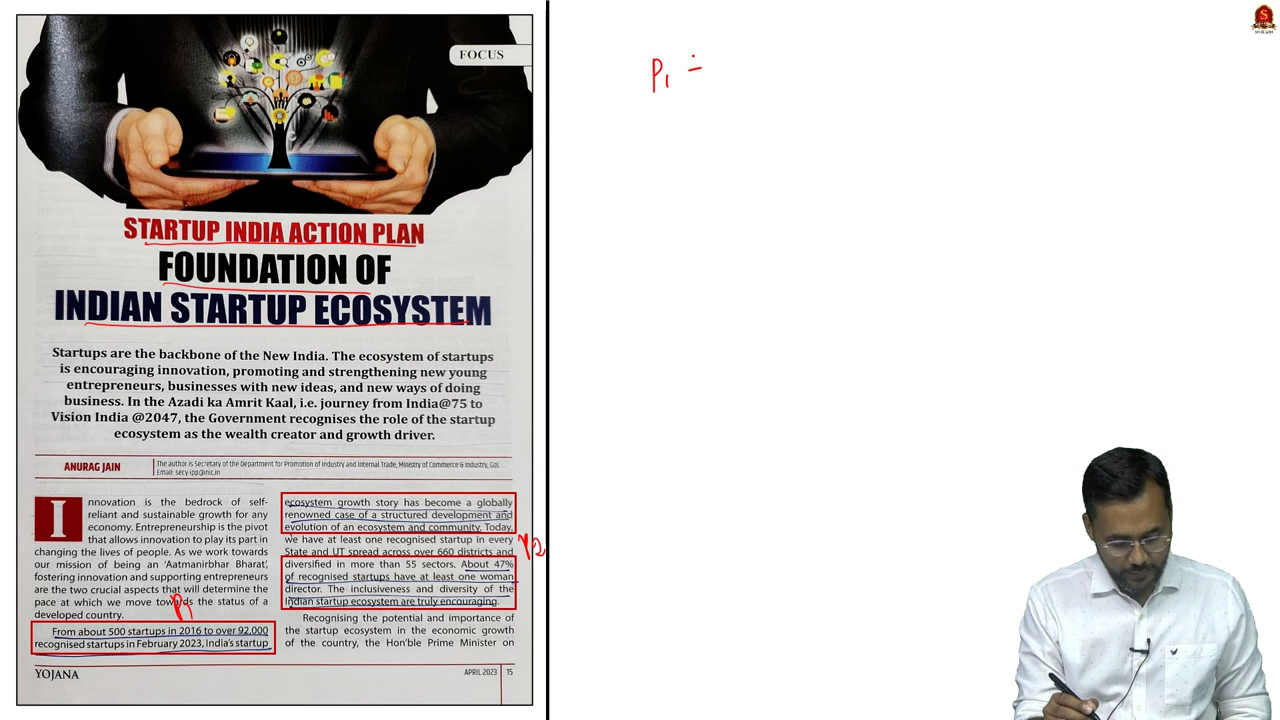 FOCUS
STARTUP INDIA ACTION PLAN
FOUNDATION OF
INDIAN STARTUP ECOSYSTEM
Startups are the backbone of the New India. The ecosystem of startups
is encouraging innovation, promoting and strengthening new young
entrepreneurs, businesses with new ideas, and new ways of doing
business. In the Azadi ka Amrit Kaal, i.e. journey from India@75 to
Vision India @2047, the Government recognises the role of the startup
ecosystem as the wealth creator and growth driver.
ANURAG JAIN
The author is Secretary of the Department for Promotion of Industry and Internal Trade, Ministry of Commerce & Industry, GoI.
Email: secy-ipp@nic.in
Innovation is the bedrock of self-
reliant and sustainable growth for any
economy. Entrepreneurship is the pivot
that allows innovation to play its part in
changing the lives of people. As we work towards
our mission of being an ‘Aatmanirbhar Bharat’,
fostering innovation and supporting entrepreneurs
are the two crucial aspects that will determine the
pace at which we move towards the status of a
developed country.
P1
From about 500 startups in 2016 to over 92,000
recognised startups in February 2023, India's startup
ecosystem growth story has become a globally
renowned case of a structured development and
evolution of an ecosystem and community. Today,
we have at least one recognised startup in every
State and UT spread across over 660 districts and
diversified in more than 55 sectors. About 47%
of recognised startups have at least one woman
director. The inclusiveness and diversity of the
Indian startup ecosystem are truly encouraging.
P2
Recognising the potential and importance of
the startup ecosystem in the economic growth
of the country, the Hon'ble Prime Minister on
YOJANA
APRIL 2023
15
P1 ÷